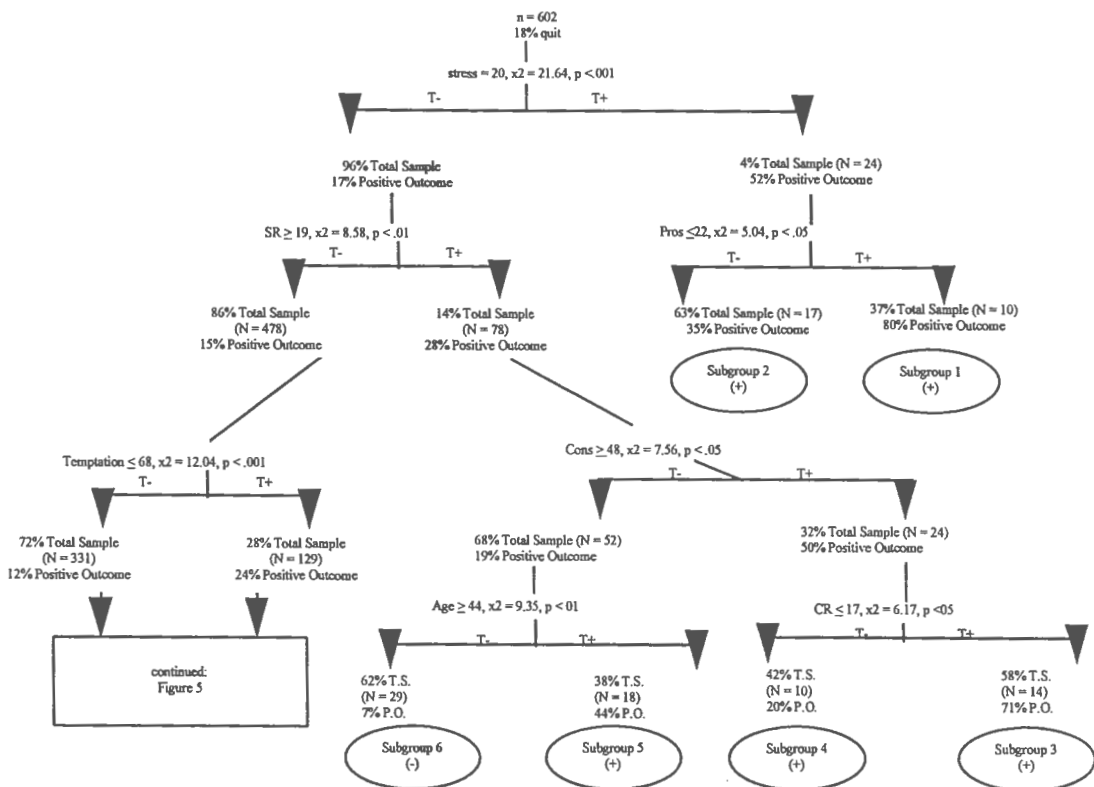 n = 602
18% quit
stress = 20, x2 = 21.64, p <001
T-
T+
96% Total Sample
17% Positive Outcome
4% Total Sample (N = 24)
52% Positive Outcome
SR ≥ 19, x2 = 8.58, p < .01
T-
T+
Pros ≤22, x2 = 5.04, p < .05
T-
T+
86% Total Sample
(N = 478)
15% Positive Outcome
14% Total Sample
(N = 78)
28% Positive Outcome
63% Total Sample (N = 17)
35% Positive Outcome
37% Total Sample (N = 10)
80% Positive Outcome
Subgroup 2
(+)
Subgroup 1
(+)
Temptation ≤ 68, x2 = 12.04, p < .001
T-
T+
Cons ≥ 48, x2 = 7.56, p < .05
T-
T+
72% Total Sample
(N = 331)
12% Positive Outcome
28% Total Sample
(N = 129)
24% Positive Outcome
68% Total Sample (N = 52)
19% Positive Outcome
32% Total Sample (N = 24)
50% Positive Outcome
Age ≥ 44, x2 = 9.35, p < 01
T-
T+
CR ≤ 17, x2 = 6.17, p <05
T-
T+
continued:
Figure 5
62% T.S.
(N = 29)
7% P.O.
38% T.S.
(N = 18)
44% P.O.
42% T.S.
(N = 10)
20% P.O.
58% T.S.
(N = 14)
71% P.O.
Subgroup 6
(-)
Subgroup 5
(+)
Subgroup 4
(+)
Subgroup 3
(+)